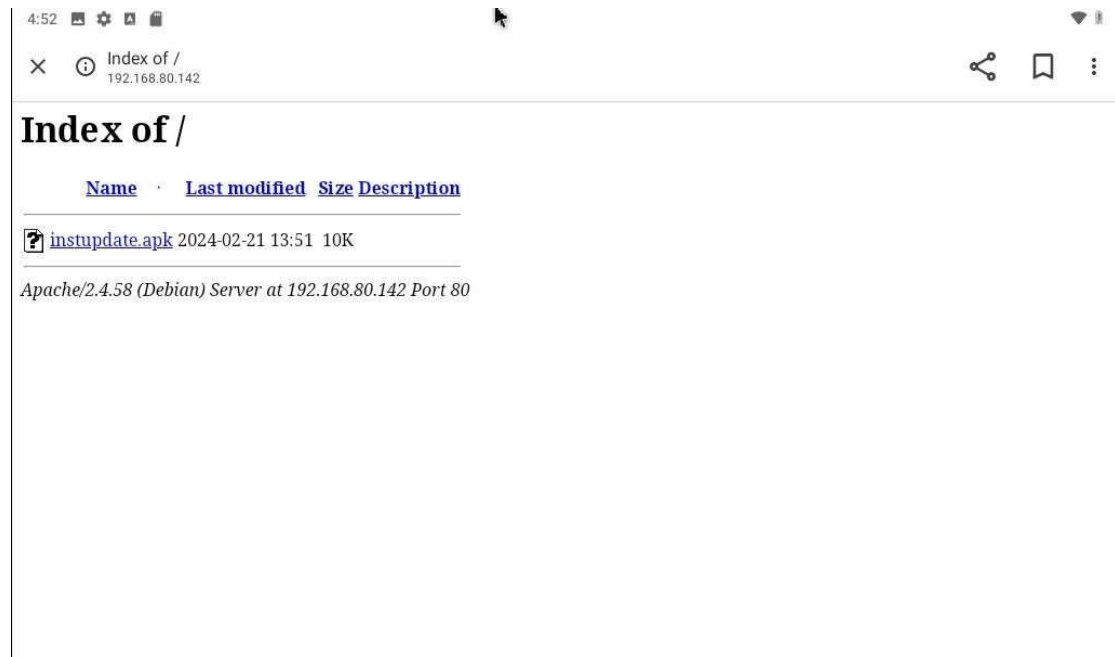 4:52
Index of /
192.168.80.142
Index of /
Name Last modified Size Description
instupdate.apk 2024-02-21 13:51 10K
Apache/2.4.58 (Debian) Server at 192.168.80.142 Port 80